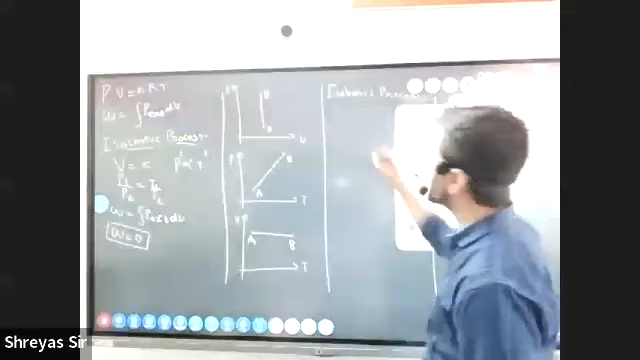 PV = nRT
W = ∫Pext dv
Isochoric Process-
V = k P ∝ T
P1/P2 = T1/T2
W = ∫Pext dv
W = 0
P
B
A
V
P
B
A
T
V
A
B
T
Isobaric Process
Shreyas Sir